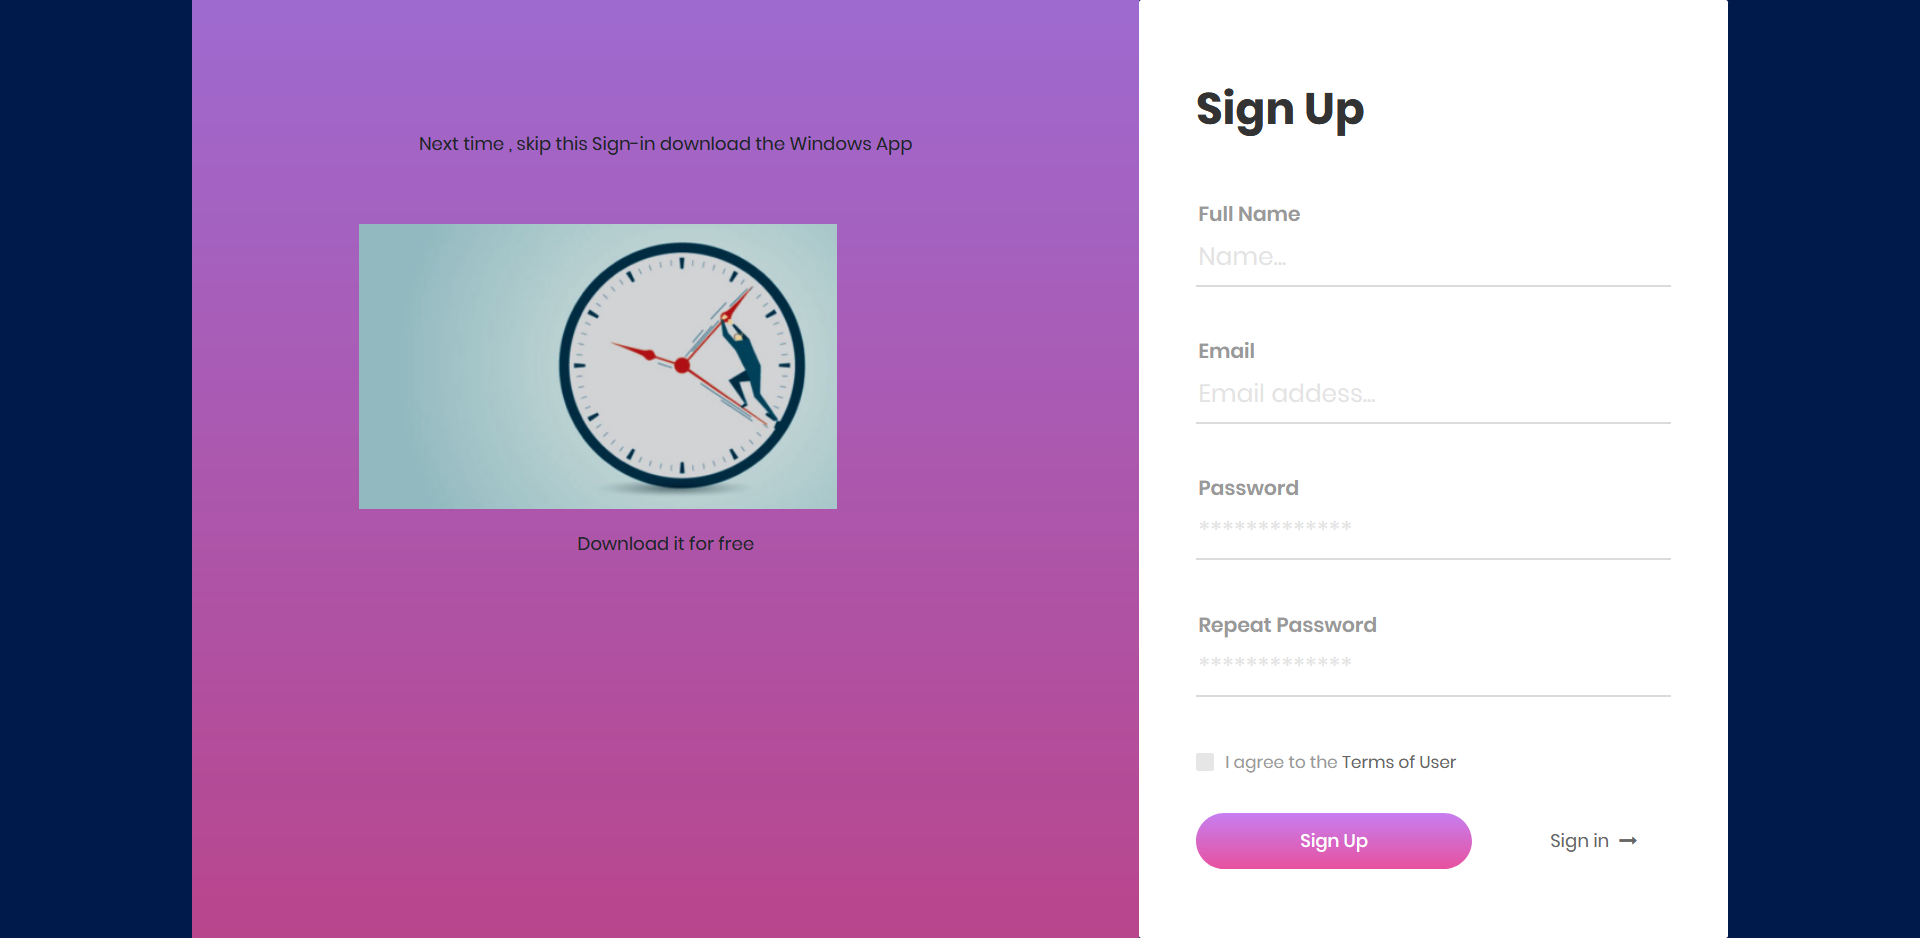 Next time , skip this Sign-in download the Windows App
Download it for free
Sign Up
Full Name
Name...
Email
Email addess...
Password
*************
Repeat Password
*************
I agree to the Terms of User
Sign Up
Sign in